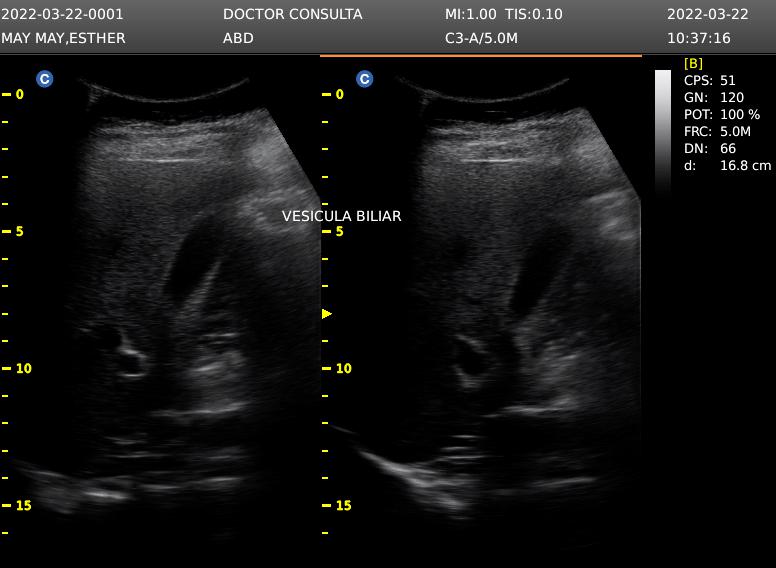 2022-03-22-0001 DOCTOR CONSULTA MI:1.00 TIS:0.10 2022-03-22
MAY MAY,ESTHER ABD C3-A/5.0M 10:37:16
[B]
CPS: 51
GN: 120
POT: 100 %
FRC: 5.0M
DN: 66
d: 16.8 cm
C C
0 0
VESICULA BILIAR
5 5
10 10
15 15